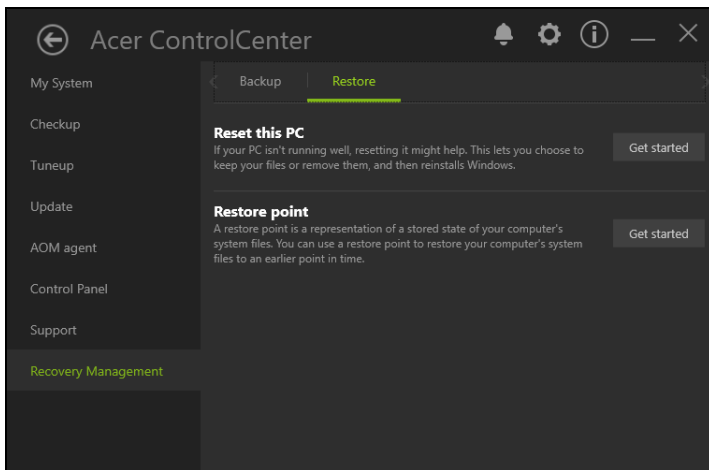 Acer ControlCenter
My System
Checkup
Tuneup
Update
AOM agent
Control Panel
Support
Recovery Management
Backup
Restore
Reset this PC
If your PC isn't running well, resetting it might help. This lets you choose to
keep your files or remove them, and then reinstalls Windows.
Get started
Restore point
A restore point is a representation of a stored state of your computer's
system files. You can use a restore point to restore your computer's system
files to an earlier point in time.
Get started